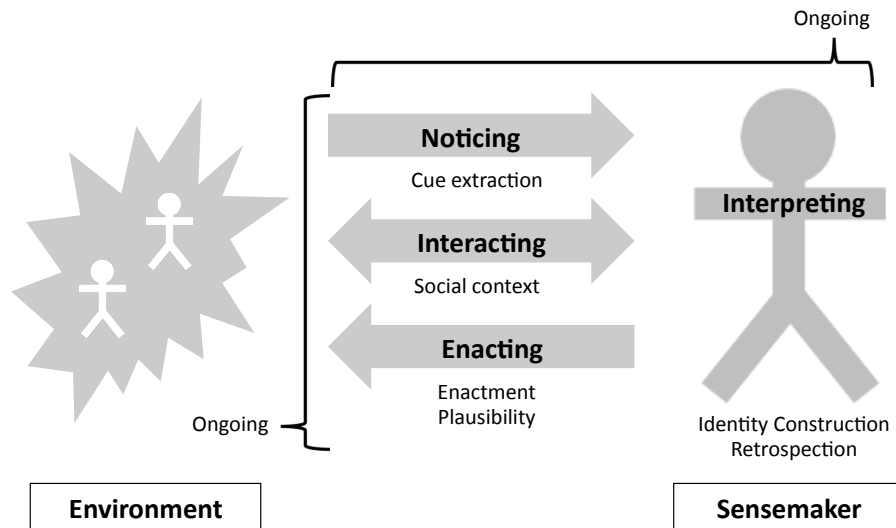 Ongoing
Noticing
Cue extraction
Interpreting
Interacting
Social context
Enacting
Enactment
Plausibility
Ongoing
Identity Construction
Retrospection
Environment
Sensemaker